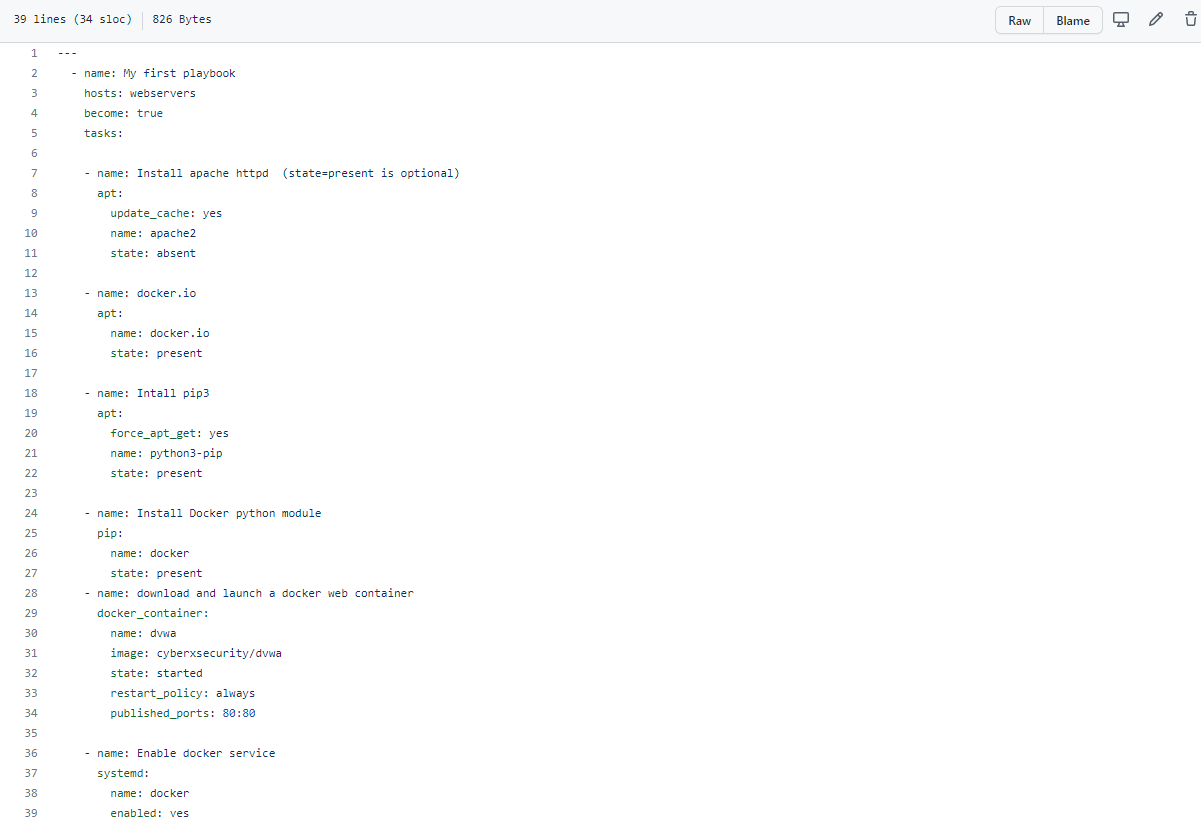 39 lines (34 sloc) 826 Bytes Raw Blame
1 ---
2   - name: My first playbook
3     hosts: webservers
4     become: true
5     tasks:
6
7     - name: Install apache httpd  (state=present is optional)
8       apt:
9         update_cache: yes
10         name: apache2
11         state: absent
12
13     - name: docker.io
14       apt:
15         name: docker.io
16         state: present
17
18     - name: Intall pip3
19       apt:
20         force_apt_get: yes
21         name: python3-pip
22         state: present
23
24     - name: Install Docker python module
25       pip:
26         name: docker
27         state: present
28     - name: download and launch a docker web container
29       docker_container:
30         name: dvwa
31         image: cyberxsecurity/dvwa
32         state: started
33         restart_policy: always
34         published_ports: 80:80
35
36     - name: Enable docker service
37       systemd:
38         name: docker
39         enabled: yes